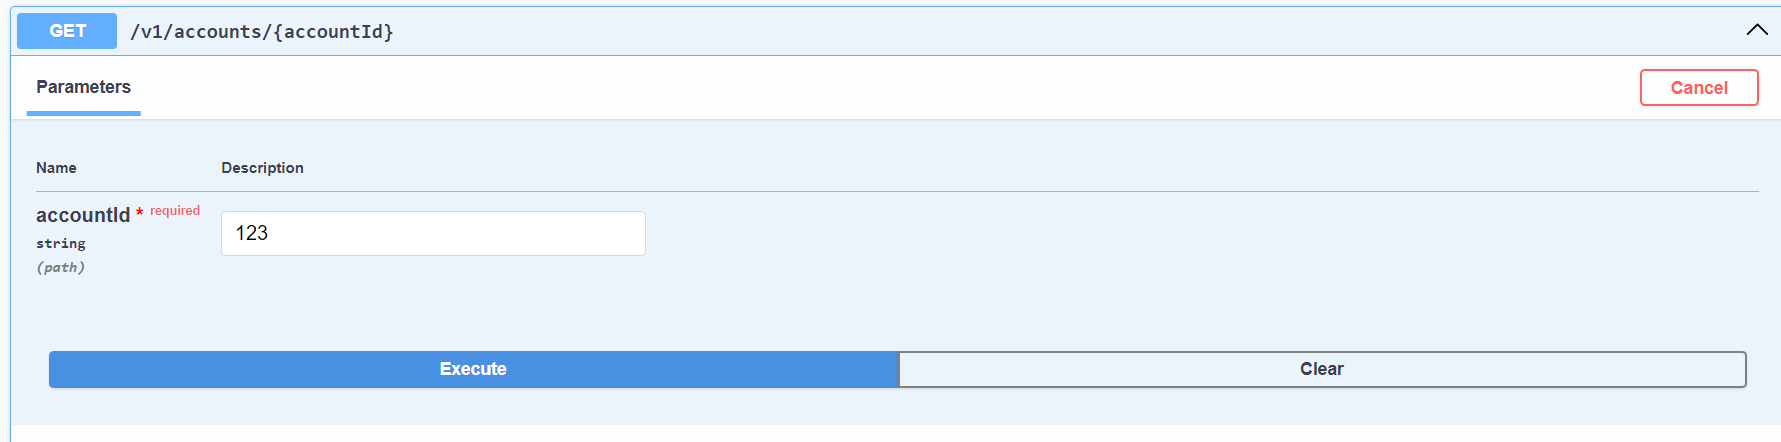 GET /v1/accounts/{accountId}
Parameters Cancel
Name Description
accountId * required
string
(path)
123
Execute Clear